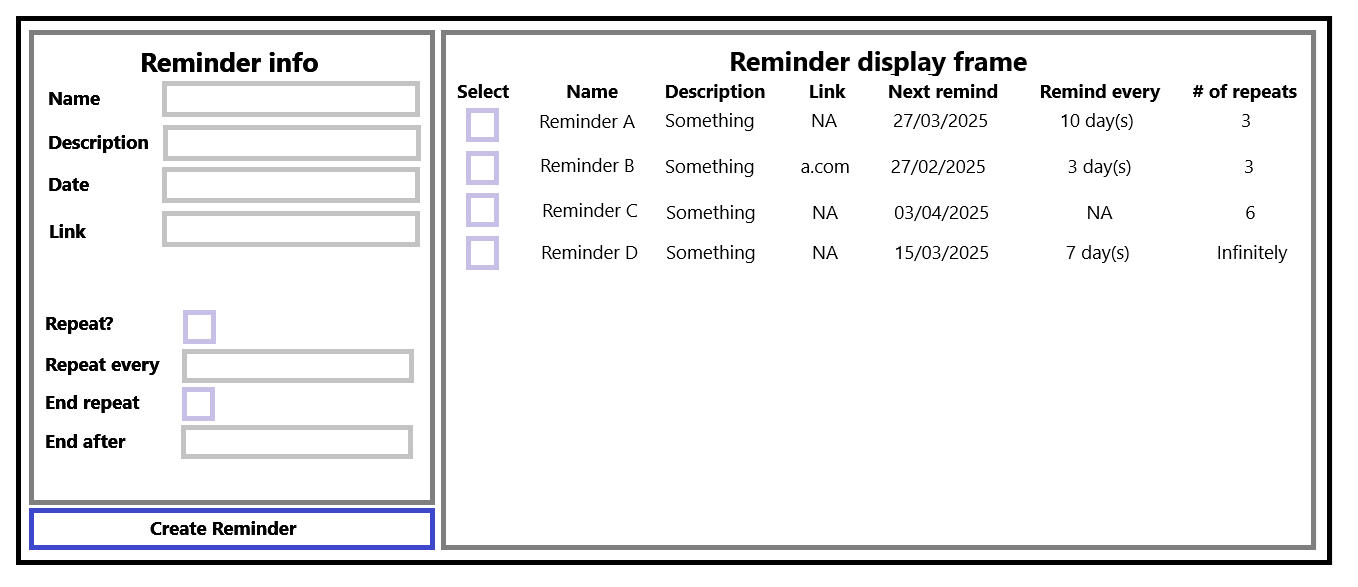 Reminder info
Name
Description
Date
Link
Repeat?
Repeat every
End repeat
End after
Create Reminder
Reminder display frame
Select Name Description Link Next remind Remind every # of repeats
Reminder A Something NA 27/03/2025 10 day(s) 3
Reminder B Something a.com 27/02/2025 3 day(s) 3
Reminder C Something NA 03/04/2025 NA 6
Reminder D Something NA 15/03/2025 7 day(s) Infinitely